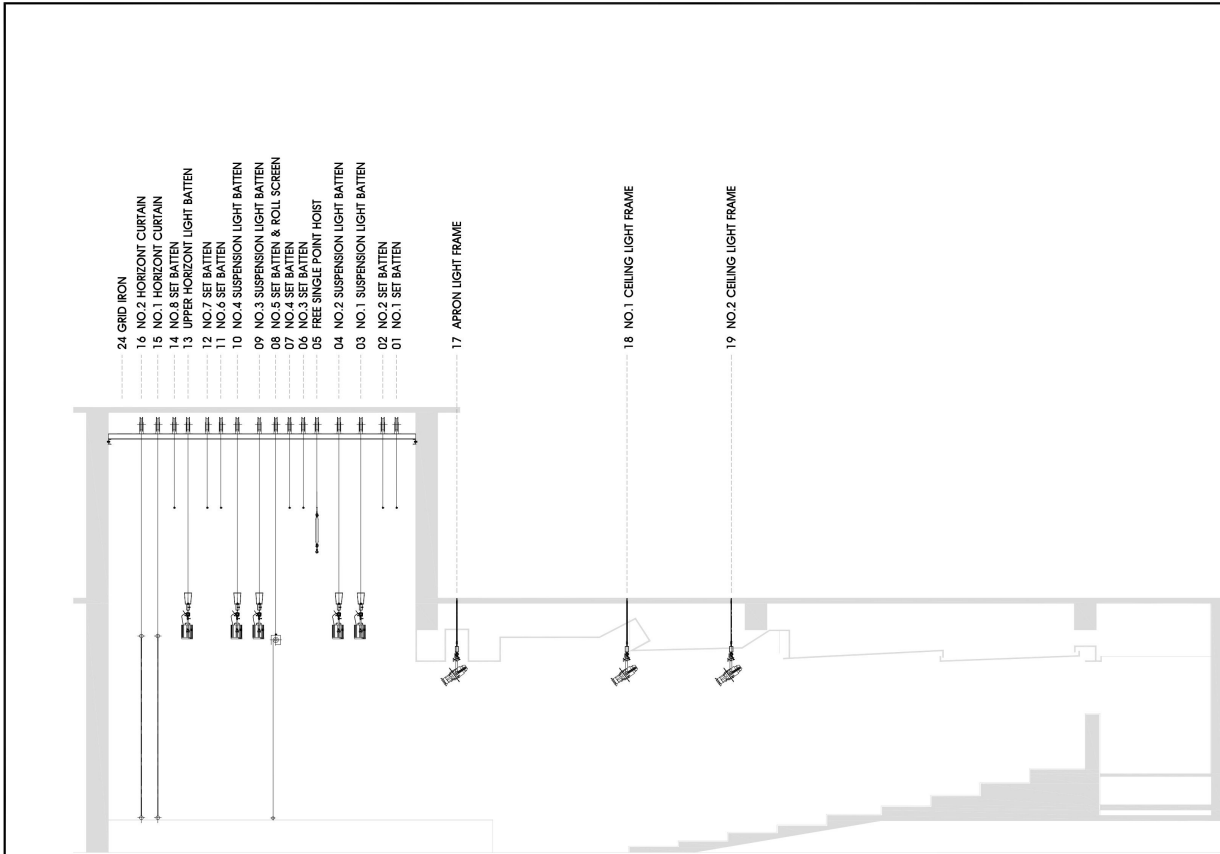 24 GRID IRON
16 NO.2 HORIZONT CURTAIN
15 NO.1 HORIZONT CURTAIN
14 NO.8 SET BATTEN
13 UPPER HORIZONT LIGHT BATTEN
12 NO.7 SET BATTEN
11 NO.6 SET BATTEN
10 NO.4 SUSPENSION LIGHT BATTEN
09 NO.3 SUSPENSION LIGHT BATTEN
08 NO.5 SET BATTEN & ROLL SCREEN
07 NO.4 SET BATTEN
06 NO.3 SET BATTEN
05 FREE SINGLE POINT HOIST
04 NO.2 SUSPENSION LIGHT BATTEN
03 NO.1 SUSPENSION LIGHT BATTEN
02 NO.2 SET BATTEN
01 NO.1 SET BATTEN
17 APRON LIGHT FRAME
18 NO.1 CEILING LIGHT FRAME
19 NO.2 CEILING LIGHT FRAME